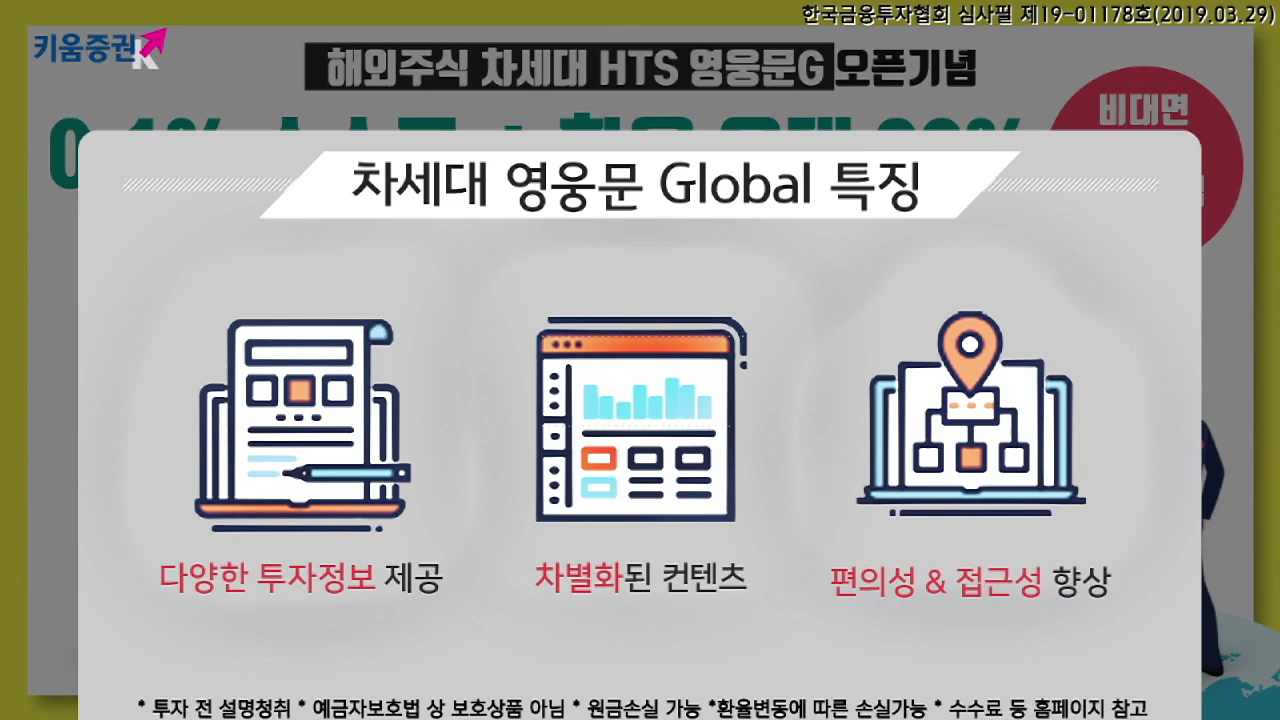 한국금융투자협회 심사필 제19-01178호(2019.03.29)
키움증권
해외주식 차세대 HTS 영웅문G 오픈기념
비대면
차세대 영웅문 Global 특징
다양한 투자정보 제공
차별화된 컨텐츠
편의성 & 접근성 향상
* 투자 전 설명청취 * 예금자보호법 상 보호상품 아님 * 원금손실 가능 *환율변동에 따른 손실가능 * 수수료 등 홈페이지 참고